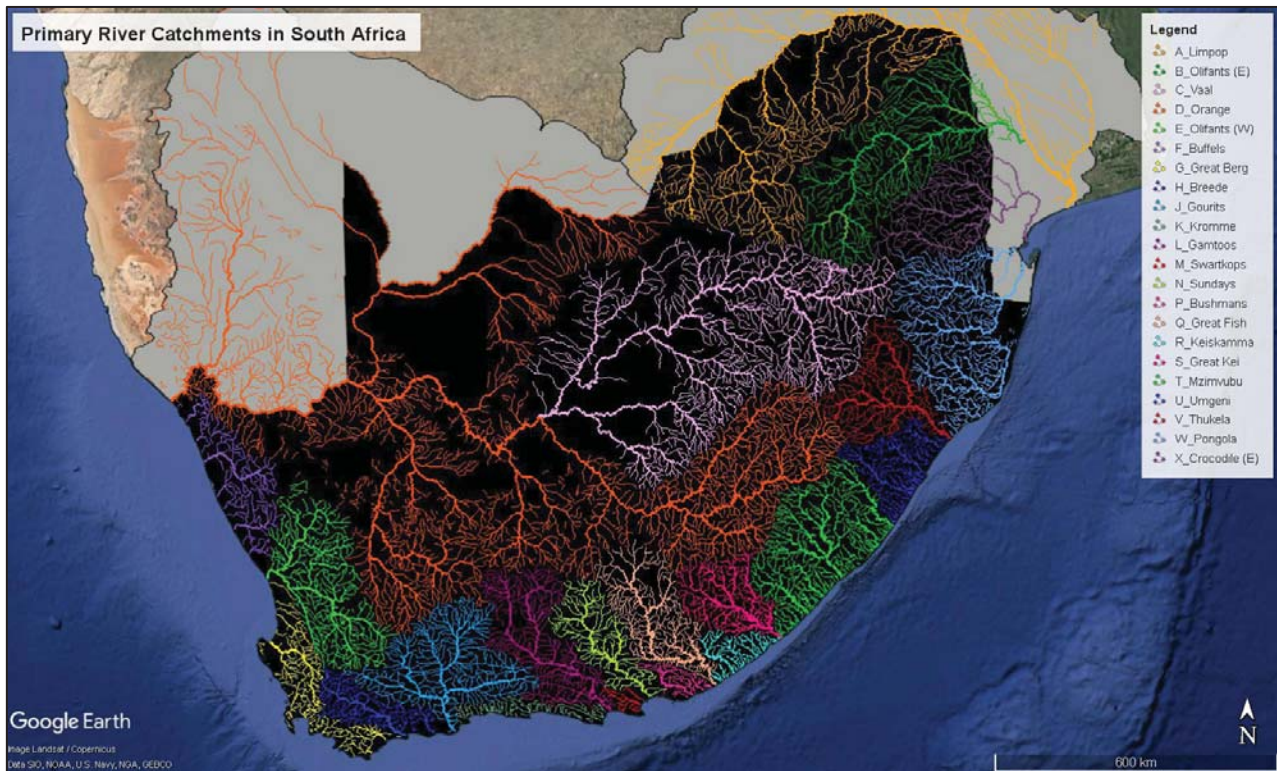 Primary River Catchments in South Africa
Legend
A_Limpop
B_Olifants (E)
C_Vaal
D_Orange
E_Olifants (W)
F_Buffels
G_Great Berg
H_Breede
J_Gourits
K_Kromme
L_Gamtoos
M_Swartkops
N_Sundays
P_Bushmans
Q_Great Fish
R_Keiskamma
S_Great Kei
T_Mzimvubu
U_Umgeni
V_Thukela
W_Pongola
X_Crocodile (E)
Google Earth
Image Landsat / Copernicus
Data SIO, NOAA, U.S. Navy, NGA, GEBCO
N
600 km